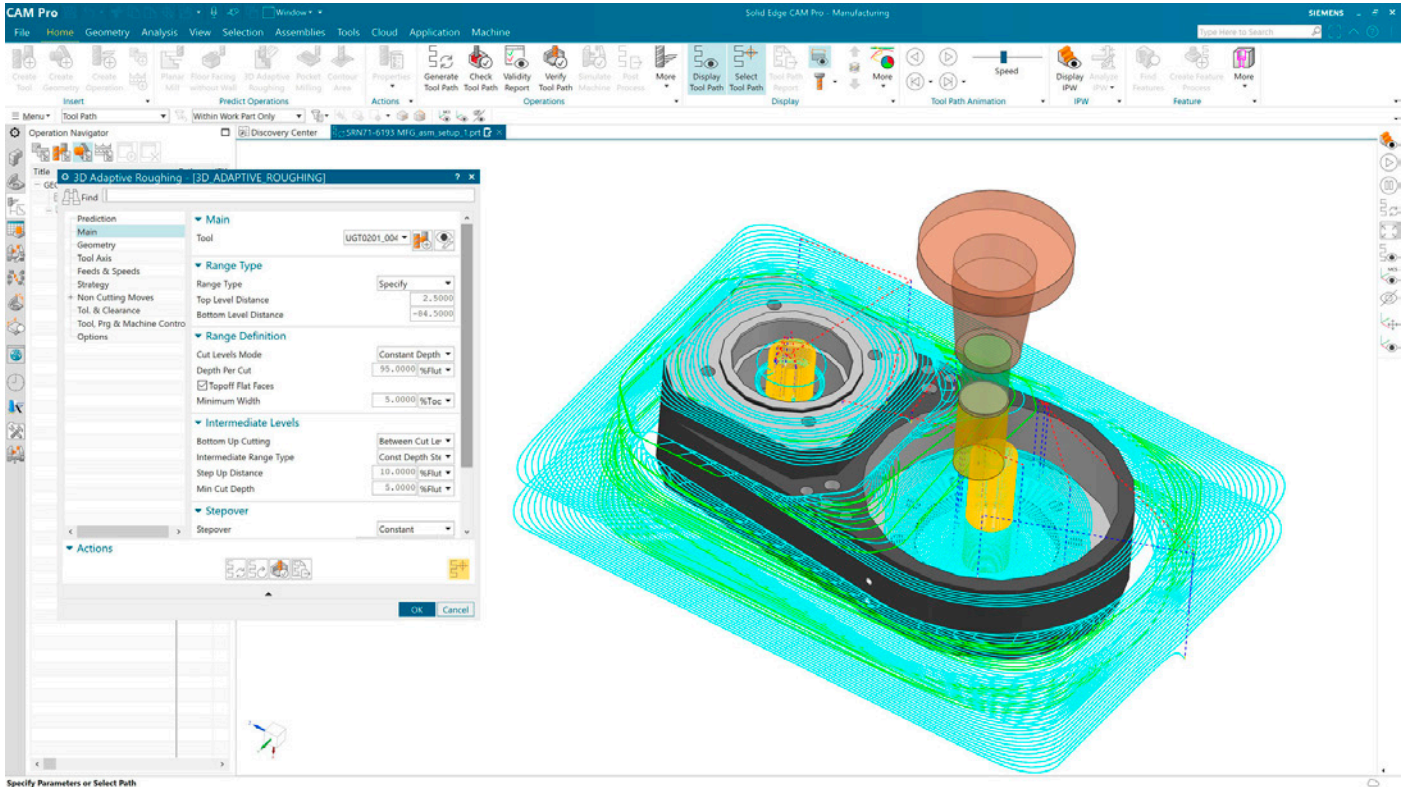 CAM Pro
Window
Solid Edge CAM Pro - Manufacturing
SIEMENS
File Home Geometry Analysis View Selection Assemblies Tools Cloud Application Machine
Type Here to Search
Create Tool
Create Geometry
Create Operation
Planar Mill
Floor Facing without Wall
3D Adaptive Roughing
Pocket Milling
Contour Area
Properties
Generate Tool Path
Check Tool Path
Validity Report
Verify Tool Path
Simulate Machine
Post Process
More
Display Tool Path
Select Tool Path
Tool Path Report
More
Speed
Display IPW
Analyze IPW
Find Features
Create Feature Process
More
Insert
Predict Operations
Actions
Operations
Display
Tool Path Animation
IPW
Feature
Menu
Tool Path
Within Work Part Only
Operation Navigator
Discovery Center
SRN71-6193 MFG_asm_setup_1.prt
Title
3D Adaptive Roughing - [3D_ADAPTIVE_ROUGHING]
Find
Prediction
Main
Geometry
Tool Axis
Feeds & Speeds
Strategy
Non Cutting Moves
Tol. & Clearance
Tool, Prg & Machine Contro
Options
Main
Tool UGT0201_004
Range Type
Range Type Specify
Top Level Distance 2.5000
Bottom Level Distance -84.5000
Range Definition
Cut Levels Mode Constant Depth
Depth Per Cut 95.0000 %Flut
Topoff Flat Faces
Minimum Width 5.0000 %Toc
Intermediate Levels
Bottom Up Cutting Between Cut Le
Intermediate Range Type Const Depth Ste
Step Up Distance 10.0000 %Flut
Min Cut Depth 5.0000 %Flut
Stepover
Stepover Constant
Actions
OK Cancel
Specify Parameters or Select Path